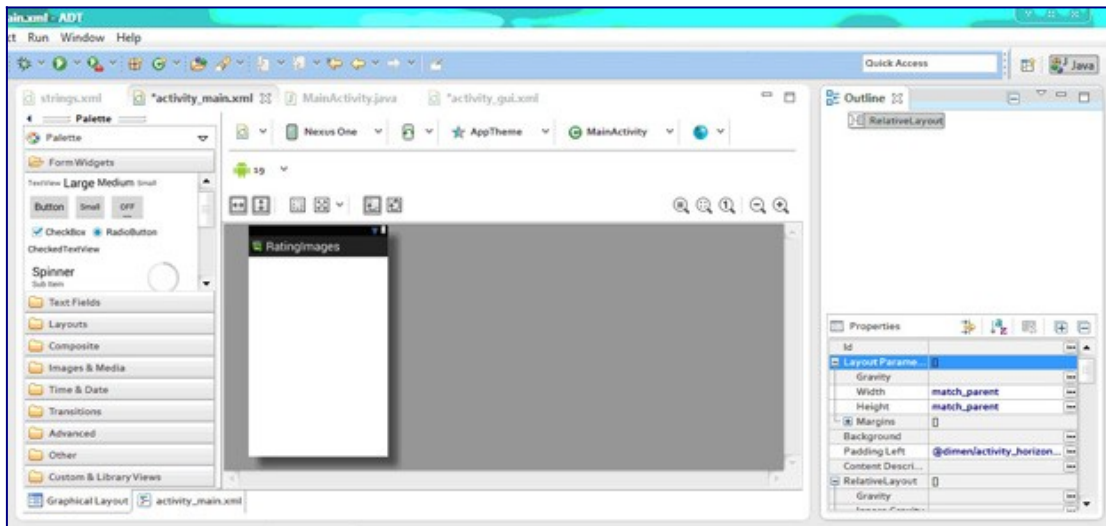 ain.xml - ADT
ct Run Window Help
Quick Access
Java
strings.xml *activity_main.xml MainActivity.java *activity_gui.xml
Palette
Palette
Form Widgets
TextView Large Medium Small
Button Small OFF
CheckBox RadioButton
CheckedTextView
Spinner
Sub Item
Text Fields
Layouts
Composite
Images & Media
Time & Date
Transitions
Advanced
Other
Custom & Library Views
Graphical Layout activity_main.xml
Nexus One AppTheme MainActivity
19
RatingImages
Outline
RelativeLayout
Properties
Id
Layout Parame... []
Gravity
Width match_parent
Height match_parent
Margins []
Background
Padding Left @dimen/activity_horizon...
Content Descri...
RelativeLayout []
Gravity
Ignore Gravity